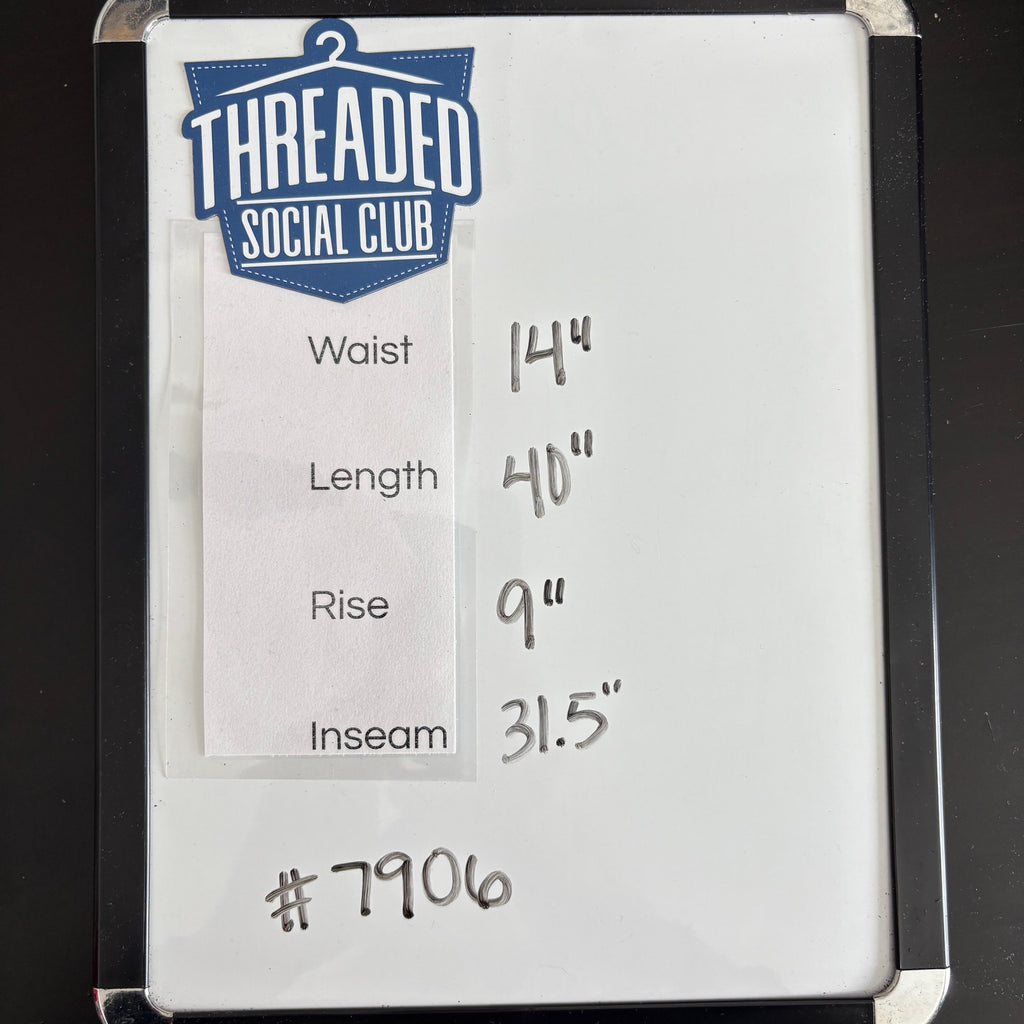 THREADED
SOCIAL CLUB
Waist 14"
Length 40"
Rise 9"
Inseam 31.5"
#7906